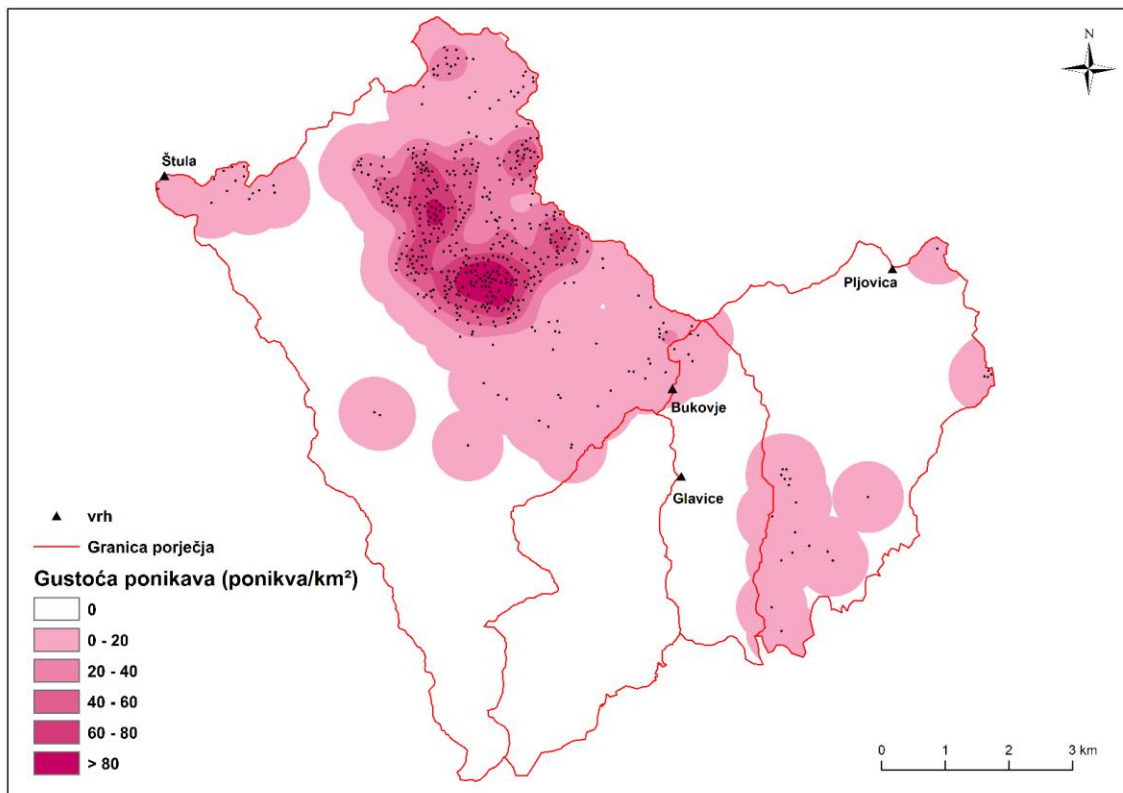 N
Štula
Pljovica
Bukovje
Glavice
vrh
Granica porječja
Gustoća ponikava (ponikva/km²)
0
0 - 20
20 - 40
40 - 60
60 - 80
> 80
0 1 2 3 km